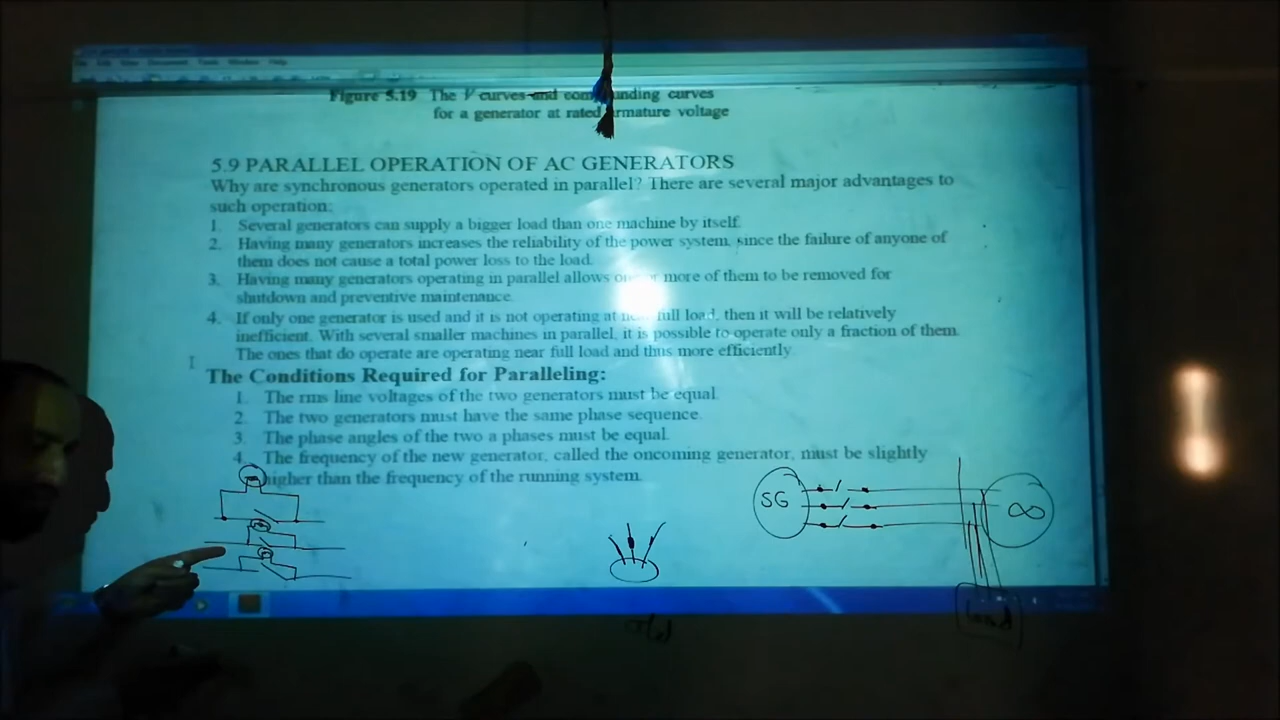 Figure 5.19 The V curves and compounding curves
for a generator at rated armature voltage
5.9 PARALLEL OPERATION OF AC GENERATORS
Why are synchronous generators operated in parallel? There are several major advantages to
such operation:
1. Several generators can supply a bigger load than one machine by itself.
2. Having many generators increases the reliability of the power system, since the failure of anyone of
them does not cause a total power loss to the load.
3. Having many generators operating in parallel allows one or more of them to be removed for
shutdown and preventive maintenance.
4. If only one generator is used and it is not operating at near full load, then it will be relatively
inefficient. With several smaller machines in parallel, it is possible to operate only a fraction of them.
The ones that do operate are operating near full load and thus more efficiently
The Conditions Required for Paralleling:
1. The rms line voltages of the two generators must be equal.
2. The two generators must have the same phase sequence.
3. The phase angles of the two a phases must be equal.
4. The frequency of the new generator, called the oncoming generator, must be slightly
higher than the frequency of the running system.
SG
∞
Load